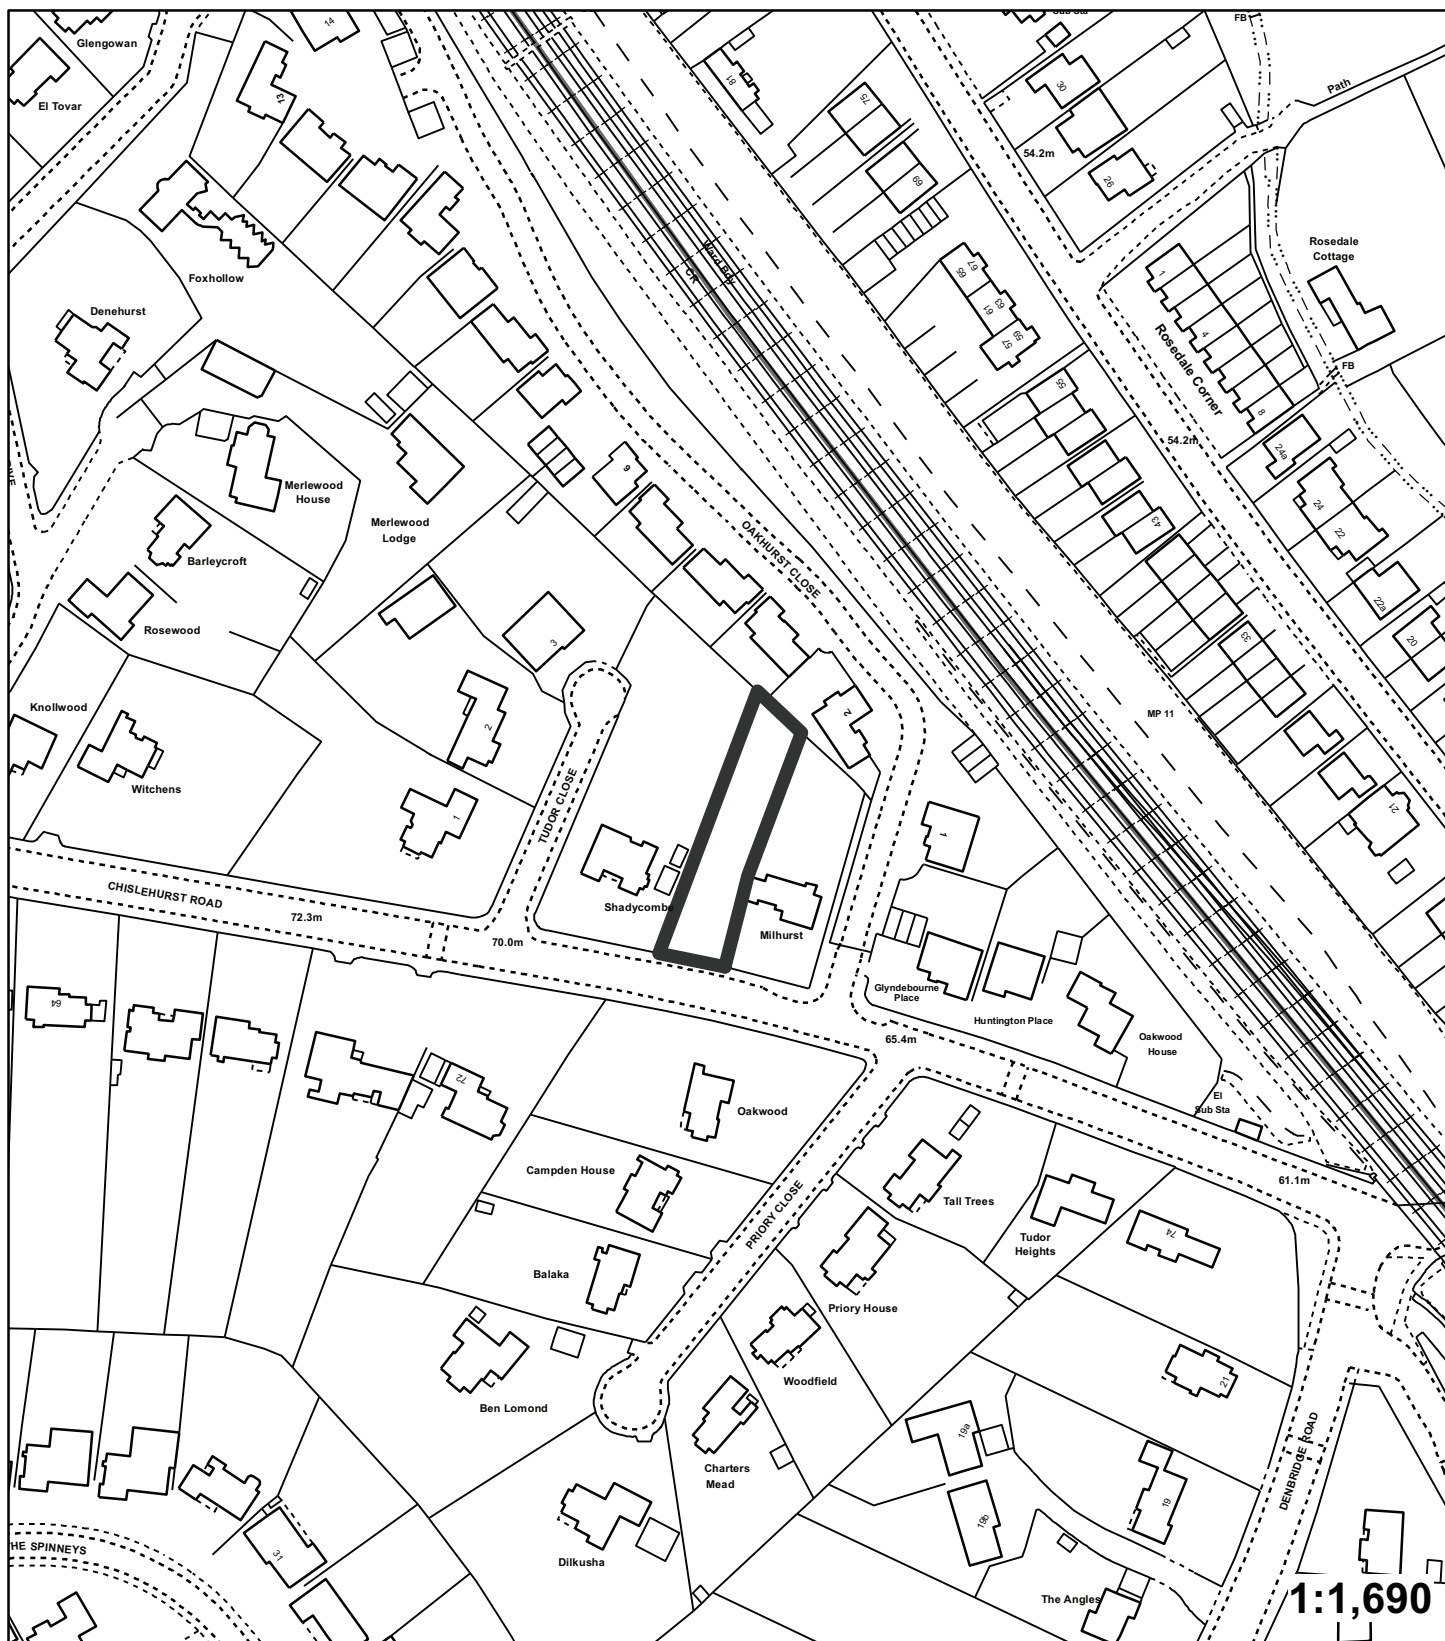 Glengowan
14
Sub Sta
FB
El Tovar
13
81
75
30
Path
54.2m
26
69
Foxhollow
Ward Bdy
CR
67
65
63
61
59
57
1
4
8
Rosedale Corner
Rosedale
Cottage
FB
Denehurst
55
54.2m
24a
Merlewood
House
Merlewood
Lodge
9
43
24
22
Barleycroft
OAKHURST CLOSE
22a
20
Rosewood
3
33
Knollwood
2
2
MP 11
Witchens
1
TUDOR CLOSE
21
1
CHISLEHURST ROAD
72.3m
70.0m
Shadycombe
Milhurst
64
Glyndebourne
Place
Huntington Place
65.4m
Oakwood
House
72
Oakwood
El
Sub Sta
Campden House
PRIORY CLOSE
Tall Trees
61.1m
Tudor
Heights
74
Balaka
Priory House
Woodfield
21
Ben Lomond
19a
DENBRIDGE ROAD
Charters
Mead
19
19b
THE SPINNEYS
31
Dilkusha
The Angles
1:1,690